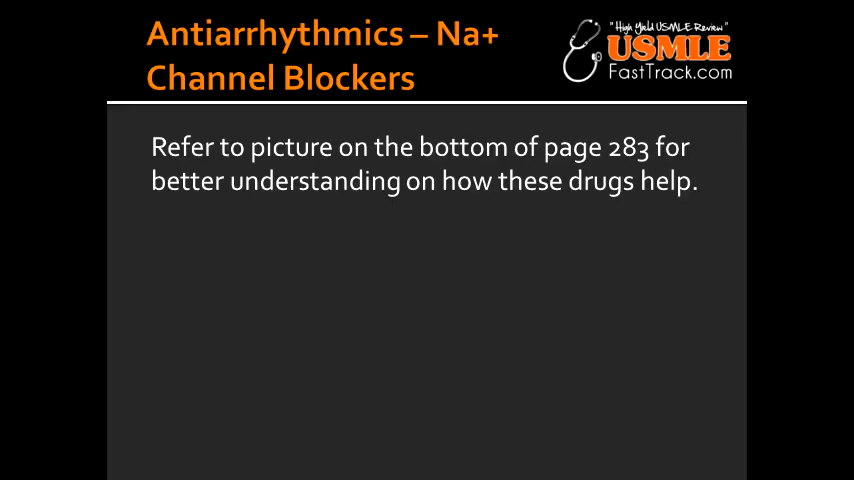 Antiarrhythmics – Na+
Channel Blockers
"High Yield USMLE Review"
USMLE
FastTrack.com
Refer to picture on the bottom of page 283 for
better understanding on how these drugs help.